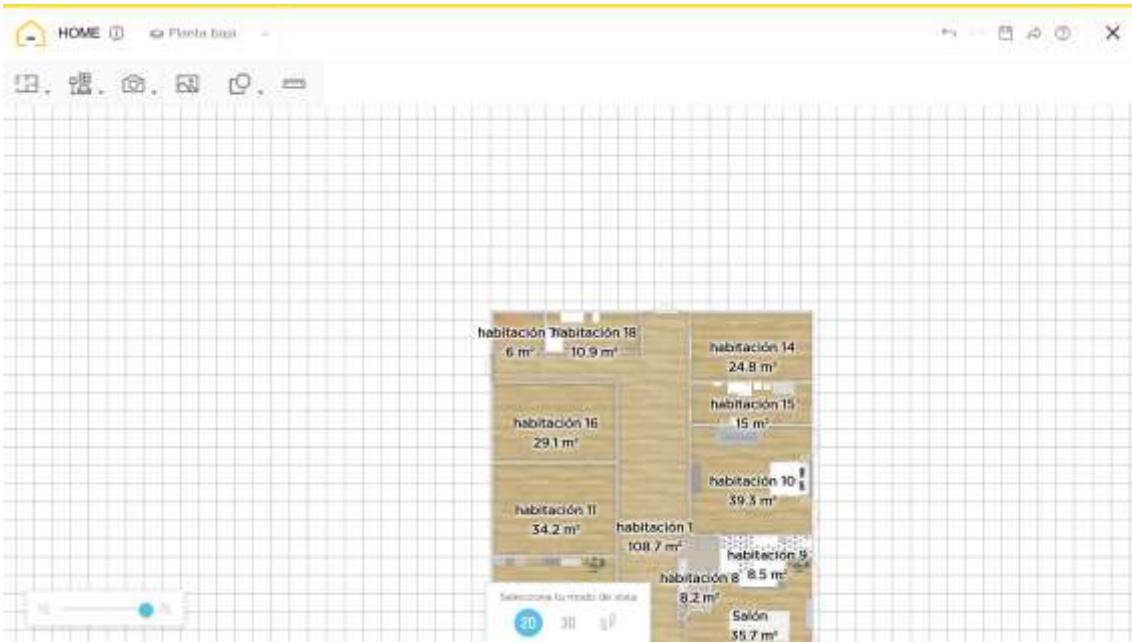 HOME
Planta baja
habitación 18
6 m²
10.9 m²
habitación 14
24.8 m²
habitación 15
15 m²
habitación 16
29.1 m²
habitación 10
39.3 m²
habitación 11
34.2 m²
habitación 1
108.7 m²
habitación 9
8.5 m²
habitación 8
8.2 m²
Selecciona tu modo de vista
2D
3D
Salón
35.7 m²